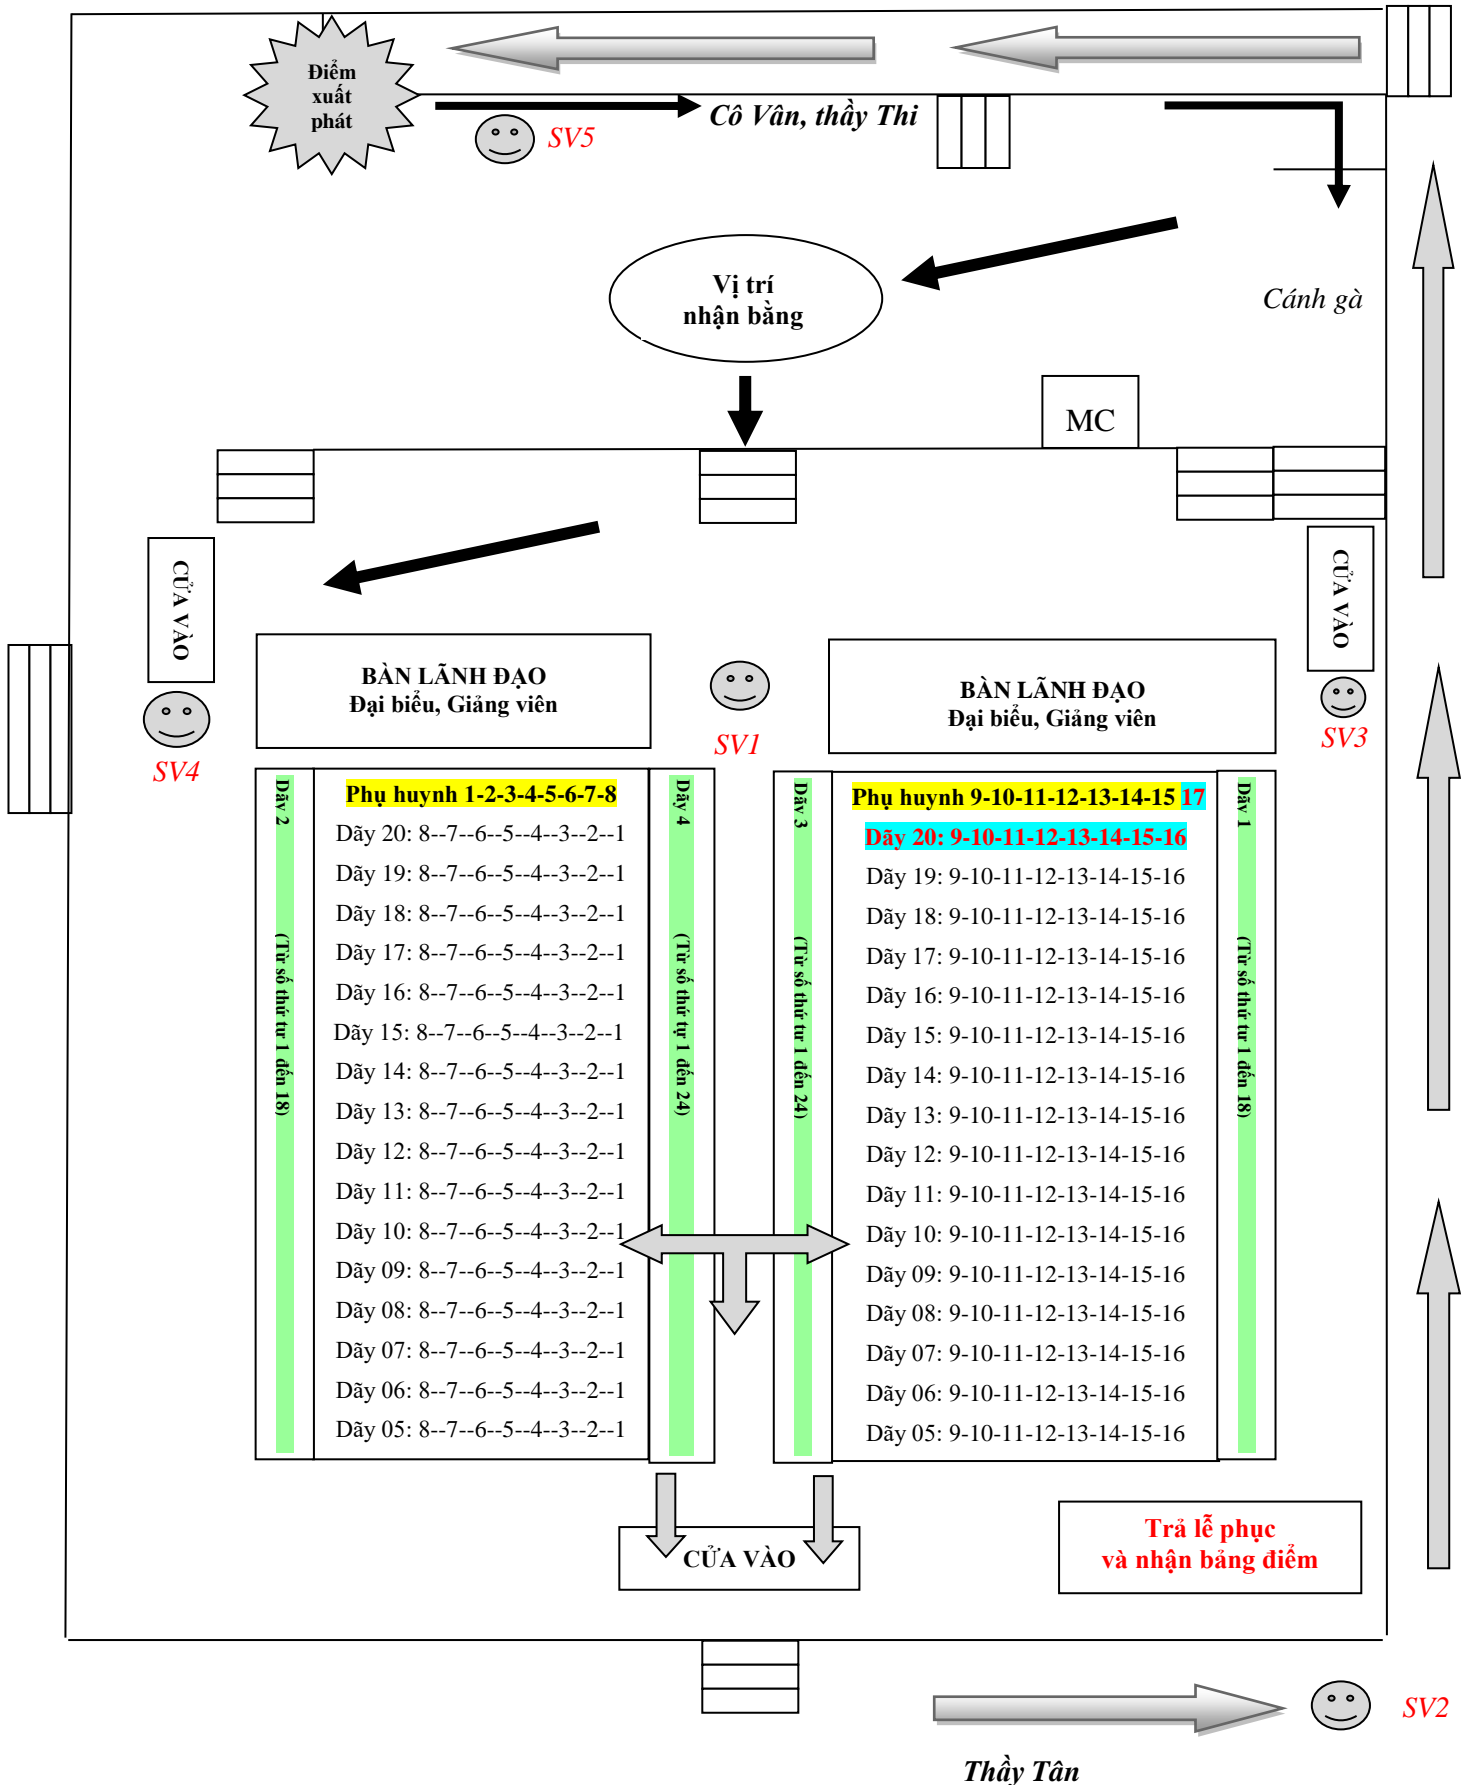 Điểm
xuất
phát
SV5
Cô Vân, thầy Thi
Vị trí
nhận bằng
Cánh gà
MC
CỬA VÀO
CỬA VÀO
BÀN LÃNH ĐẠO
Đại biểu, Giảng viên
BÀN LÃNH ĐẠO
Đại biểu, Giảng viên
SV4
SV1
SV3
Dãy 2 (Từ số thứ tự 1 đến 18)
Phụ huynh 1-2-3-4-5-6-7-8
Dãy 20: 8--7--6--5--4--3--2--1
Dãy 19: 8--7--6--5--4--3--2--1
Dãy 18: 8--7--6--5--4--3--2--1
Dãy 17: 8--7--6--5--4--3--2--1
Dãy 16: 8--7--6--5--4--3--2--1
Dãy 15: 8--7--6--5--4--3--2--1
Dãy 14: 8--7--6--5--4--3--2--1
Dãy 13: 8--7--6--5--4--3--2--1
Dãy 12: 8--7--6--5--4--3--2--1
Dãy 11: 8--7--6--5--4--3--2--1
Dãy 10: 8--7--6--5--4--3--2--1
Dãy 09: 8--7--6--5--4--3--2--1
Dãy 08: 8--7--6--5--4--3--2--1
Dãy 07: 8--7--6--5--4--3--2--1
Dãy 06: 8--7--6--5--4--3--2--1
Dãy 05: 8--7--6--5--4--3--2--1
Dãy 4 (Từ số thứ tự 1 đến 24)
Dãy 3 (Từ số thứ tự 1 đến 24)
Phụ huynh 9-10-11-12-13-14-15 17
Dãy 20: 9-10-11-12-13-14-15-16
Dãy 19: 9-10-11-12-13-14-15-16
Dãy 18: 9-10-11-12-13-14-15-16
Dãy 17: 9-10-11-12-13-14-15-16
Dãy 16: 9-10-11-12-13-14-15-16
Dãy 15: 9-10-11-12-13-14-15-16
Dãy 14: 9-10-11-12-13-14-15-16
Dãy 13: 9-10-11-12-13-14-15-16
Dãy 12: 9-10-11-12-13-14-15-16
Dãy 11: 9-10-11-12-13-14-15-16
Dãy 10: 9-10-11-12-13-14-15-16
Dãy 09: 9-10-11-12-13-14-15-16
Dãy 08: 9-10-11-12-13-14-15-16
Dãy 07: 9-10-11-12-13-14-15-16
Dãy 06: 9-10-11-12-13-14-15-16
Dãy 05: 9-10-11-12-13-14-15-16
Dãy 1 (Từ số thứ tự 1 đến 18)
CỬA VÀO
Trả lễ phục
và nhận bảng điểm
SV2
Thầy Tân